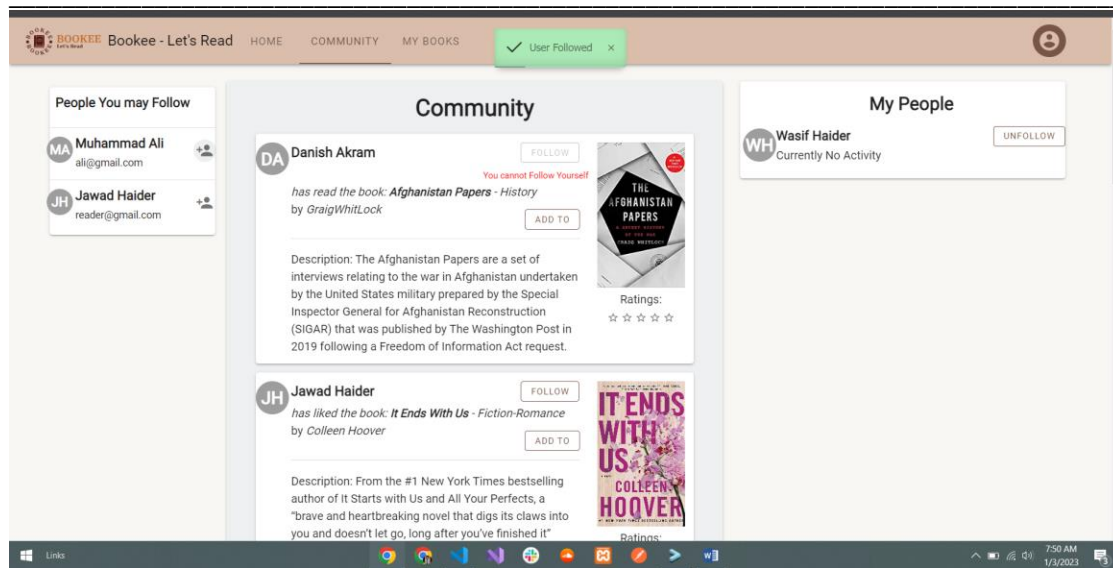 BOOKEE
BOOKEE
Let's Read
Bookee - Let's Read
HOME
COMMUNITY
MY BOOKS
User Followed ×
People You may Follow
MA
Muhammad Ali
ali@gmail.com
JH
Jawad Haider
reader@gmail.com
Community
DA
Danish Akram
FOLLOW
You cannot Follow Yourself
has read the book: Afghanistan Papers - History
by GraigWhitLock
ADD TO
Description: The Afghanistan Papers are a set of
interviews relating to the war in Afghanistan undertaken
by the United States military prepared by the Special
Inspector General for Afghanistan Reconstruction
(SIGAR) that was published by The Washington Post in
2019 following a Freedom of Information Act request.
THE
AFGHANISTAN
PAPERS
A SECRET HISTORY
OF THE WAR
CRAIG WHITLOCK
Ratings:
JH
Jawad Haider
FOLLOW
has liked the book: It Ends With Us - Fiction-Romance
by Colleen Hoover
ADD TO
Description: From the #1 New York Times bestselling
author of It Starts with Us and All Your Perfects, a
"brave and heartbreaking novel that digs its claws into
you and doesn't let go, long after you've finished it"
IT ENDS
WITH
US
COLLEEN
HOOVER
Ratings:
My People
WH
Wasif Haider
Currently No Activity
UNFOLLOW
Links
7:50 AM
1/3/2023